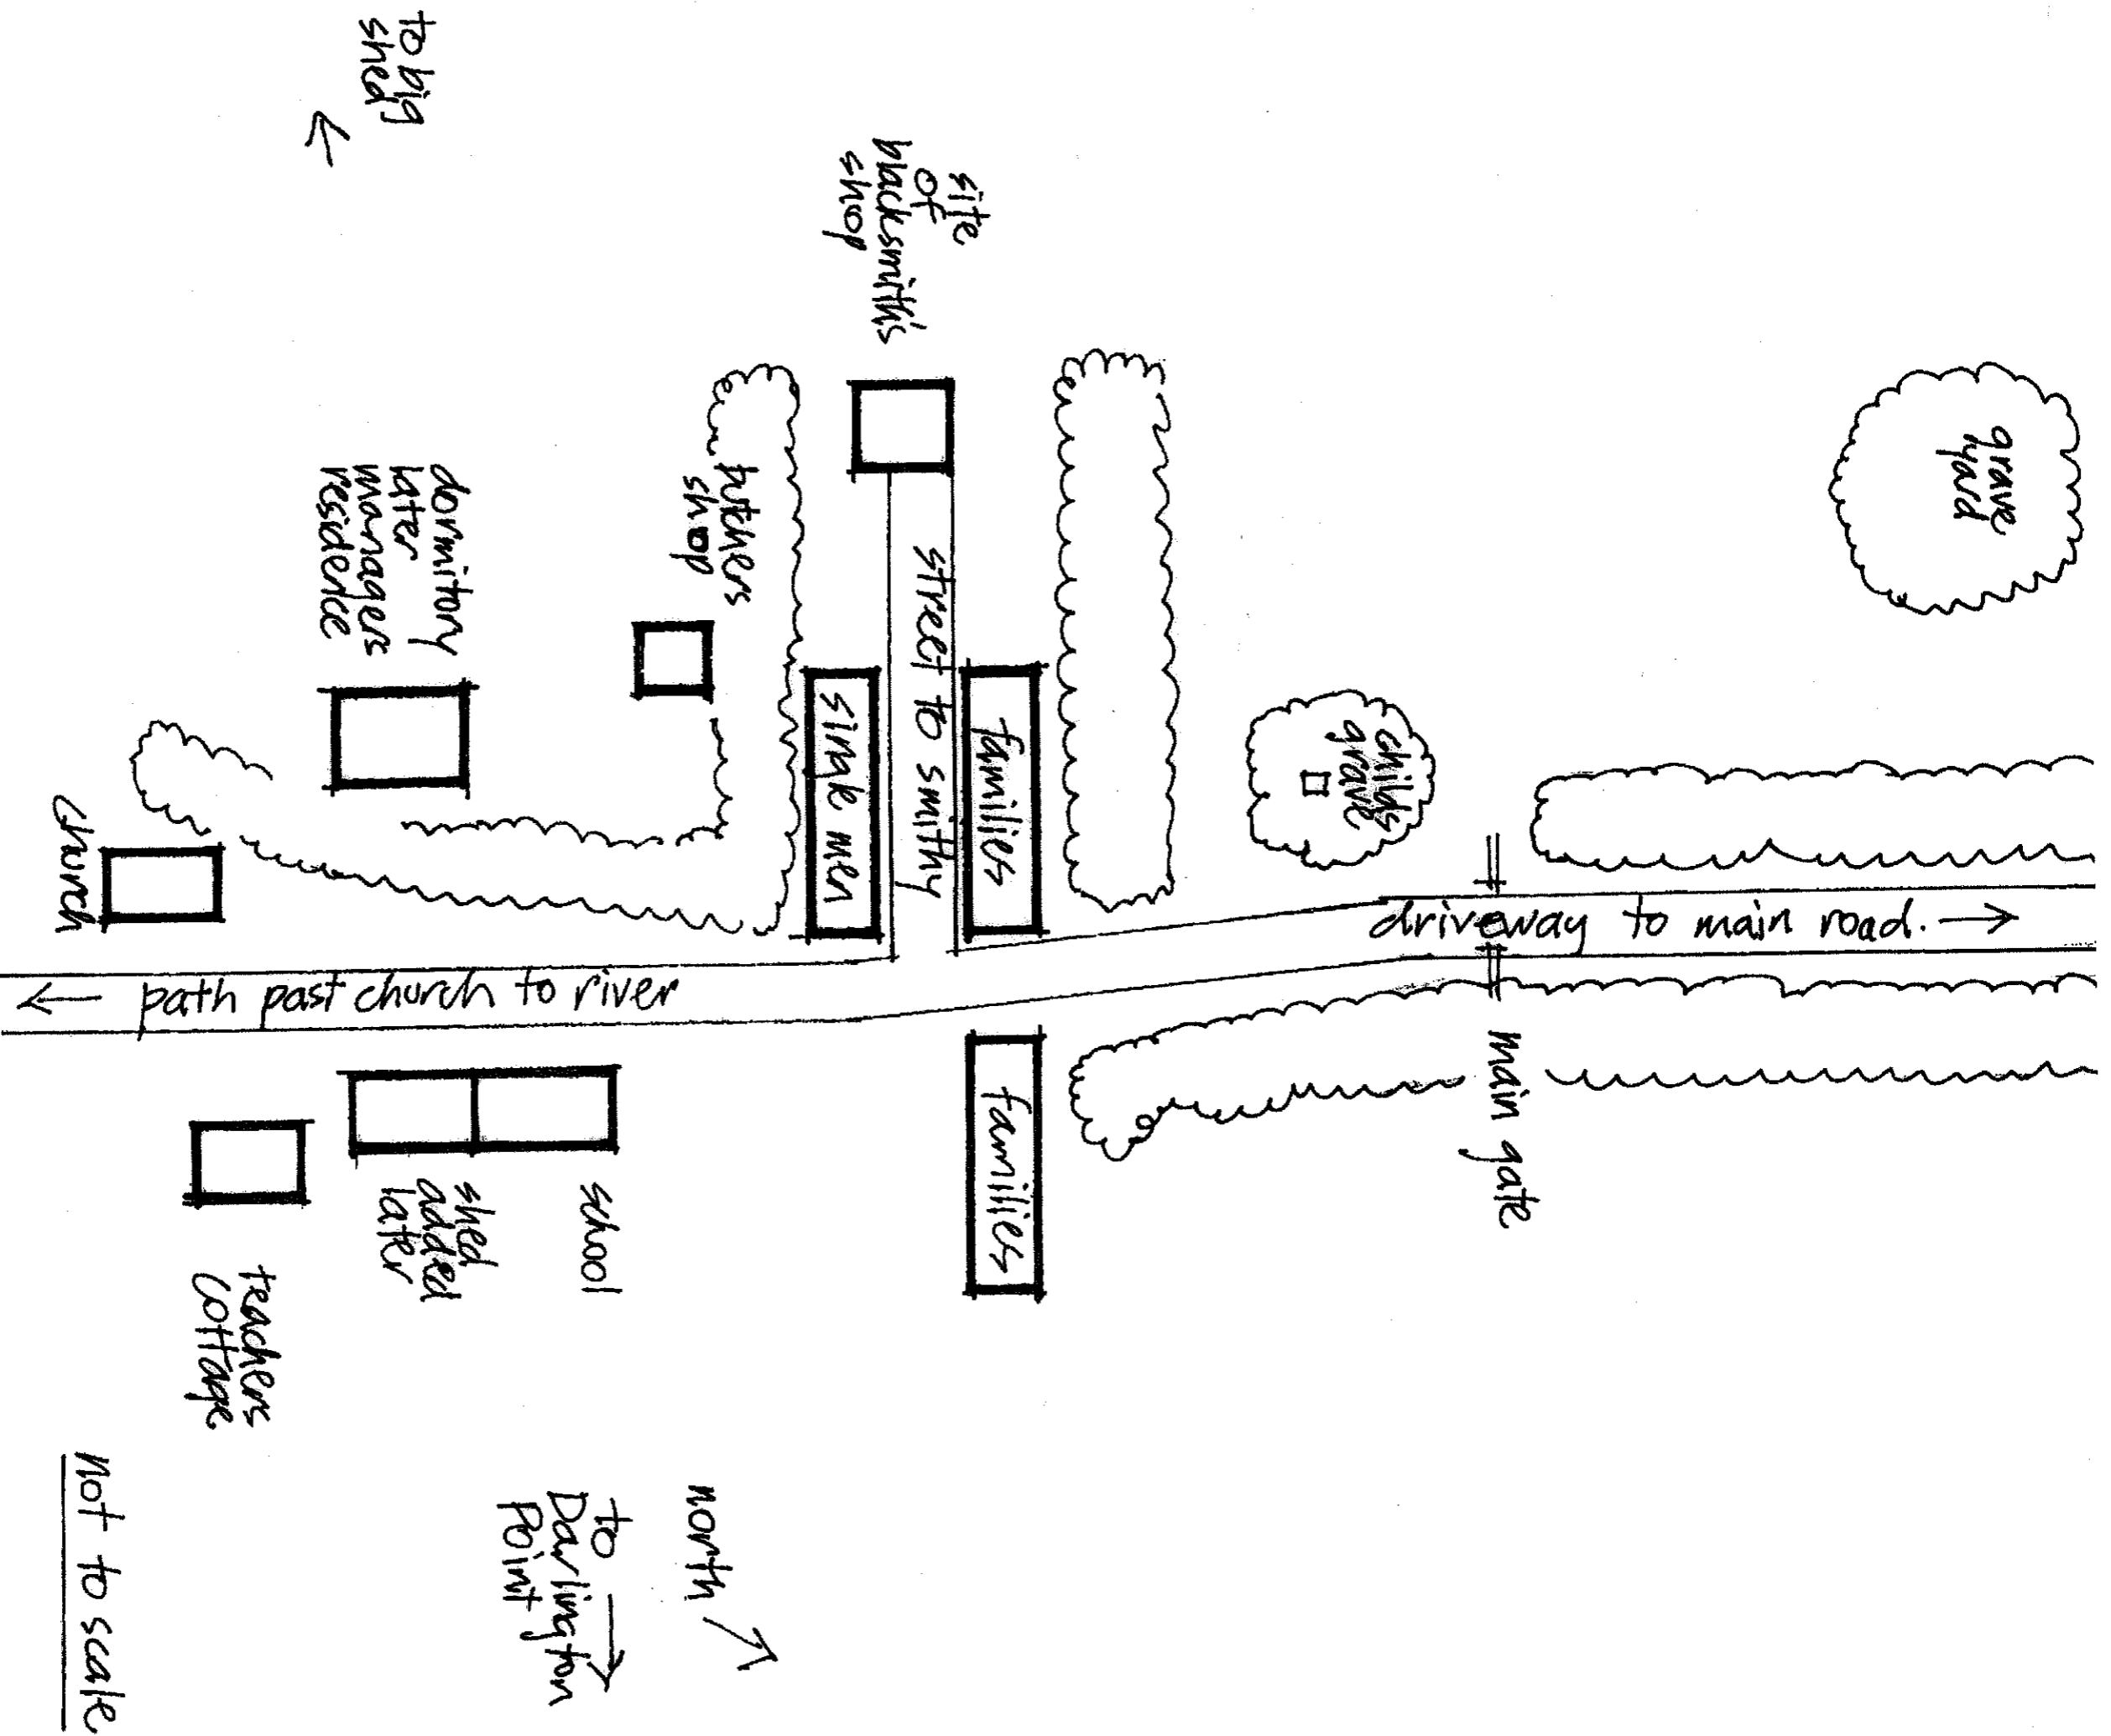 to big
shed
site
of
blacksmith's
shop
grave
yard
butchers
shop
dormitory
later
managers
residence
street to smithy
single men
families
childs
grave
church
driveway to main road.
path past church to river
main gate
families
school
shed
added
later
teachers
cottage
north
to
Darlington
Point
Not to scale